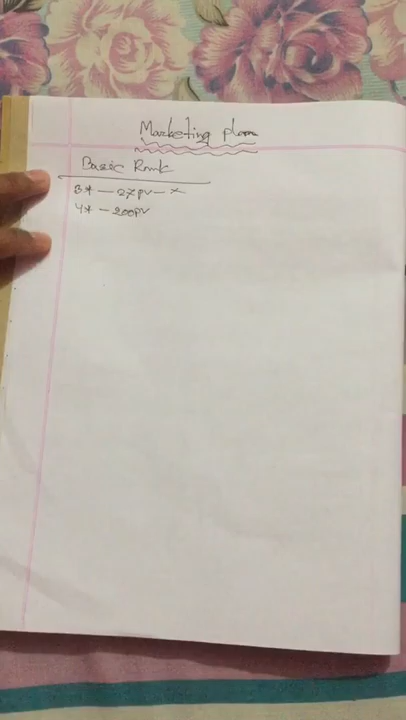 Marketing plan
Basic Rank
3* — 27pv — x
4* — 200pv